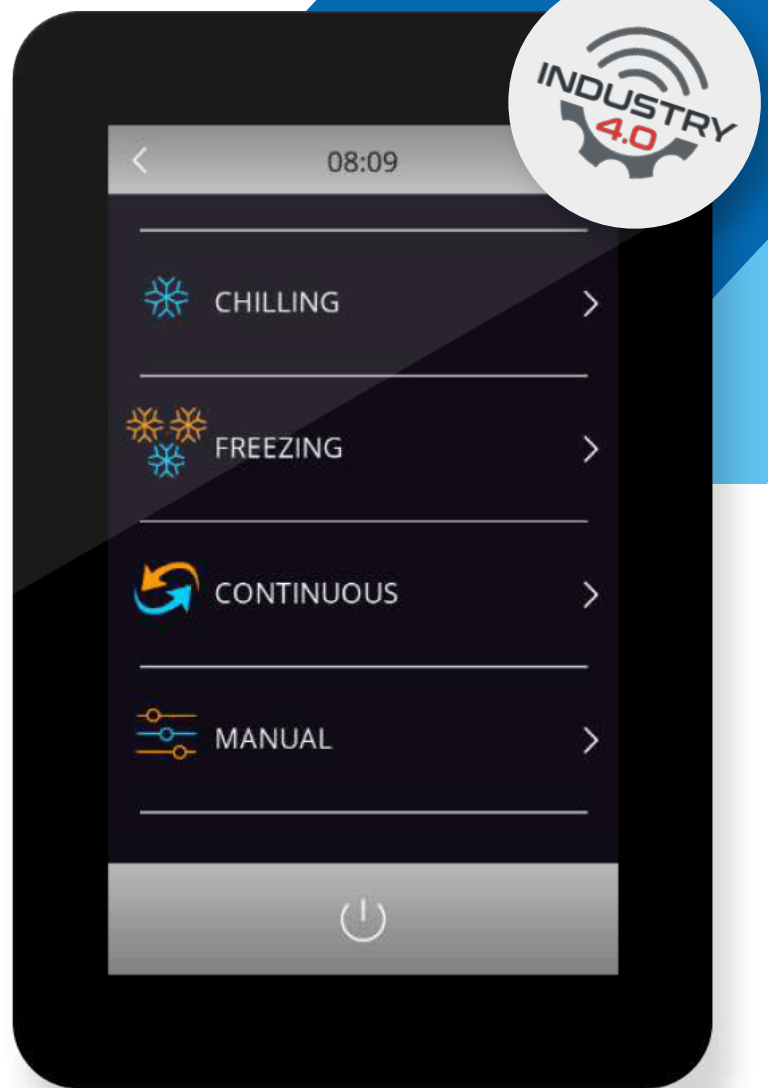 INDUSTRY
4.0
08:09
CHILLING
FREEZING
CONTINUOUS
MANUAL